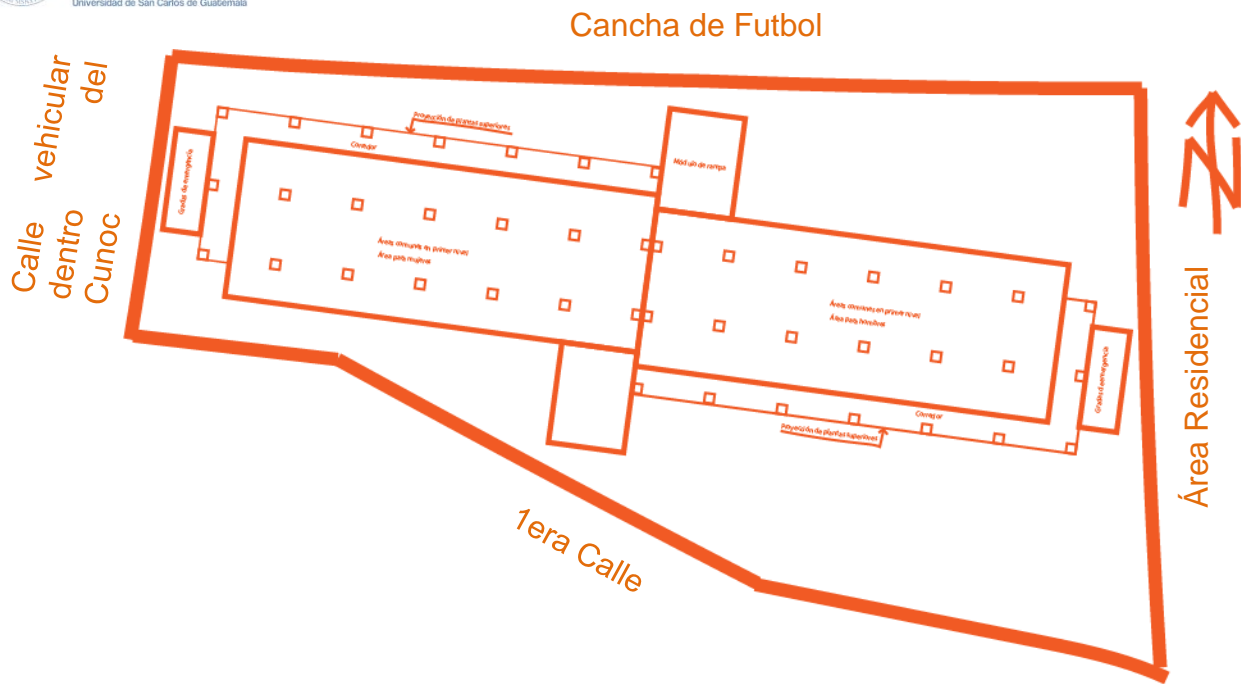 Universidad de San Carlos de Guatemala
Cancha de Futbol
Calle vehicular
dentro del
Cunoc
Proyección de plantas superiores
Corredor
Gradas de emergencia
Módulo de rampa
Áreas comunes en primer nivel
Área para mujeres
Áreas comunes en primer nivel
Área para hombres
Gradas de emergencia
Corredor
Proyección de plantas superiores
Área Residencial
1era Calle
N